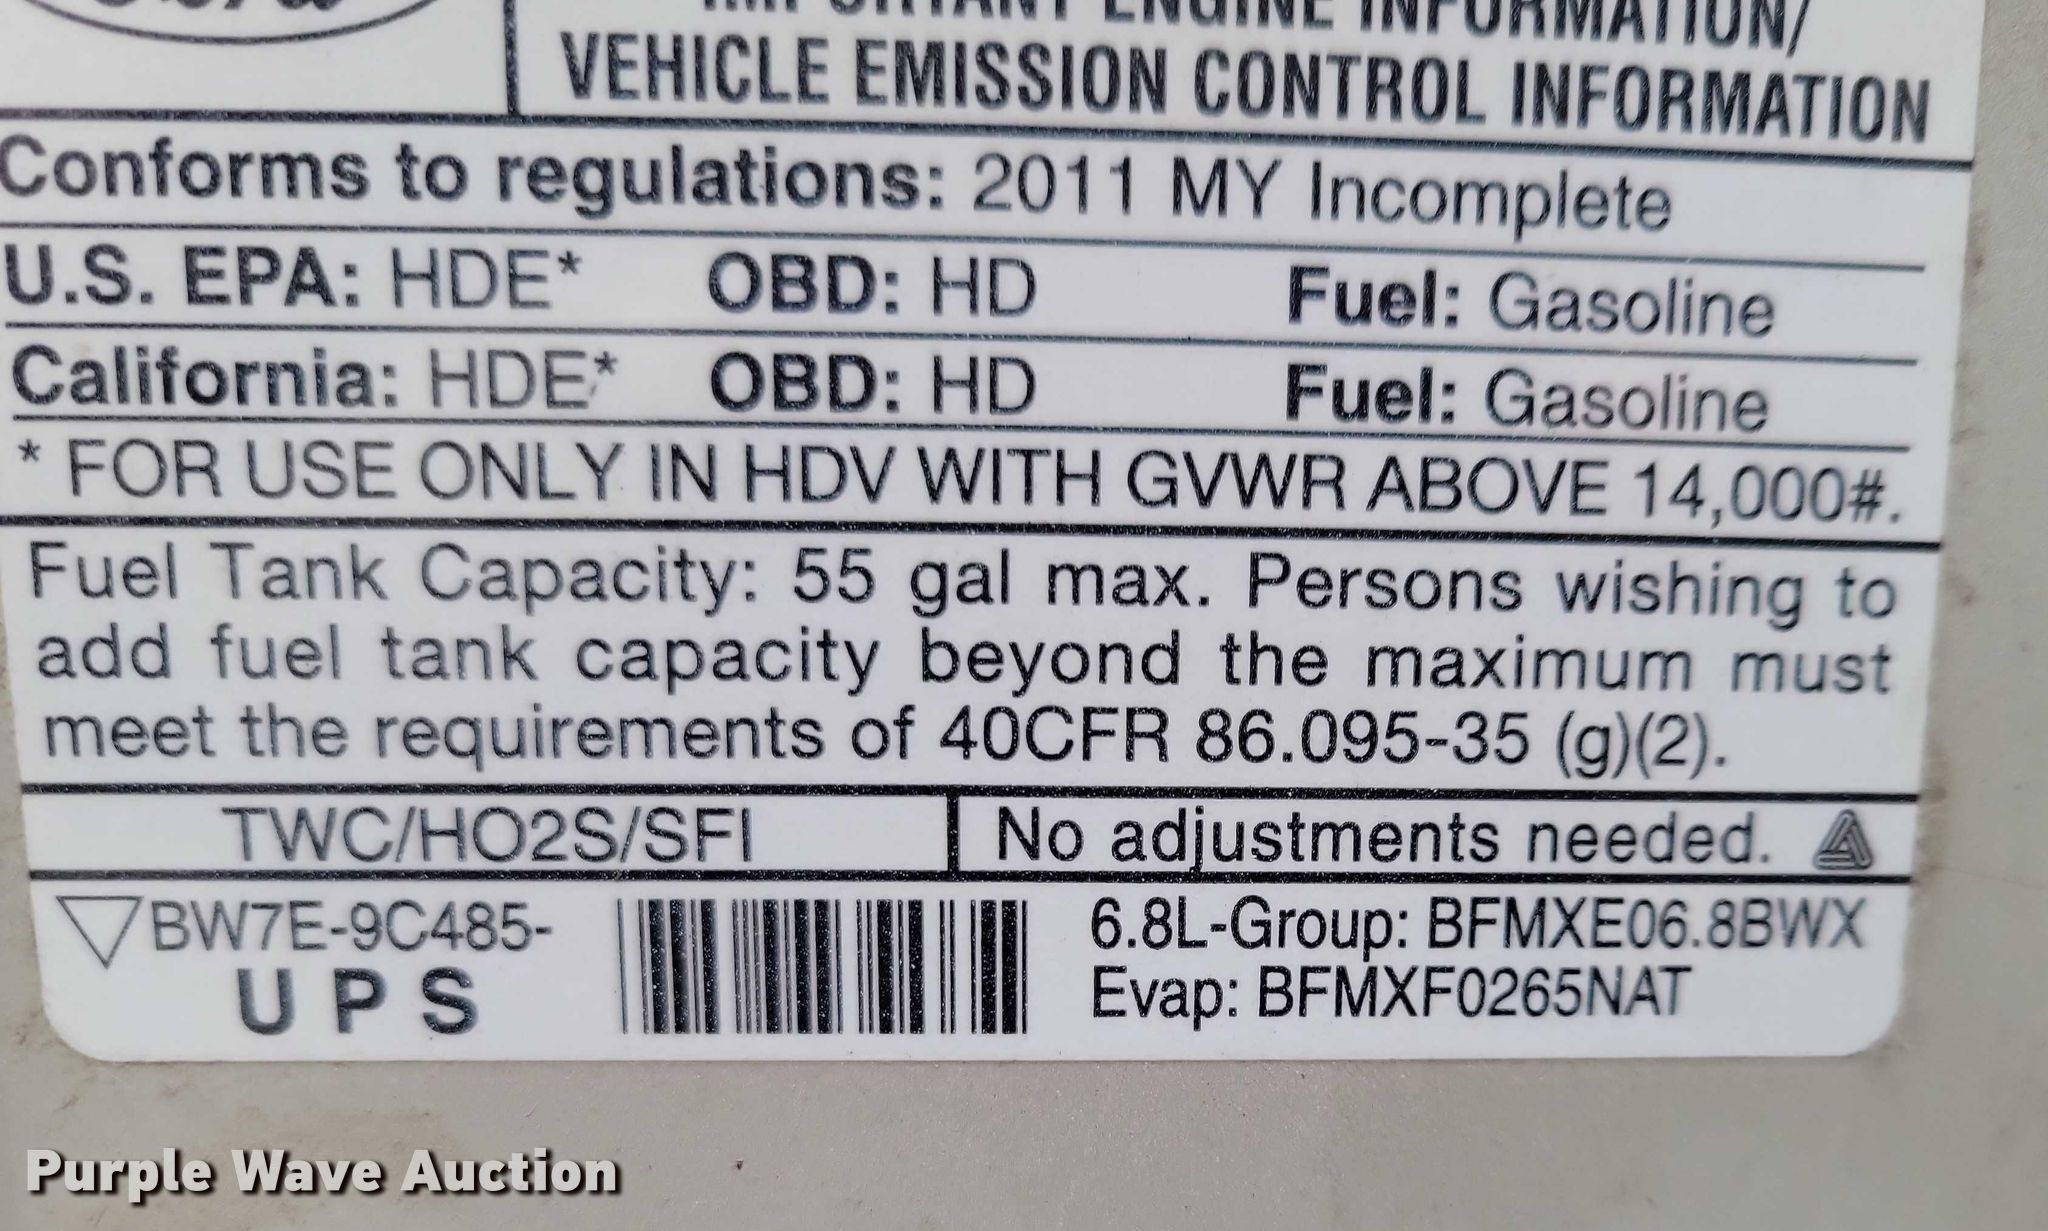 IMPORTANT ENGINE INFORMATION/
VEHICLE EMISSION CONTROL INFORMATION
Conforms to regulations: 2011 MY Incomplete
U.S. EPA: HDE* OBD: HD Fuel: Gasoline
California: HDE* OBD: HD Fuel: Gasoline
* FOR USE ONLY IN HDV WITH GVWR ABOVE 14,000#.
Fuel Tank Capacity: 55 gal max. Persons wishing to
add fuel tank capacity beyond the maximum must
meet the requirements of 40CFR 86.095-35 (g)(2).
TWC/HO2S/SFI No adjustments needed.
BW7E-9C485- 6.8L-Group: BFMXE06.8BWX
U P S Evap: BFMXF0265NAT
Purple Wave Auction